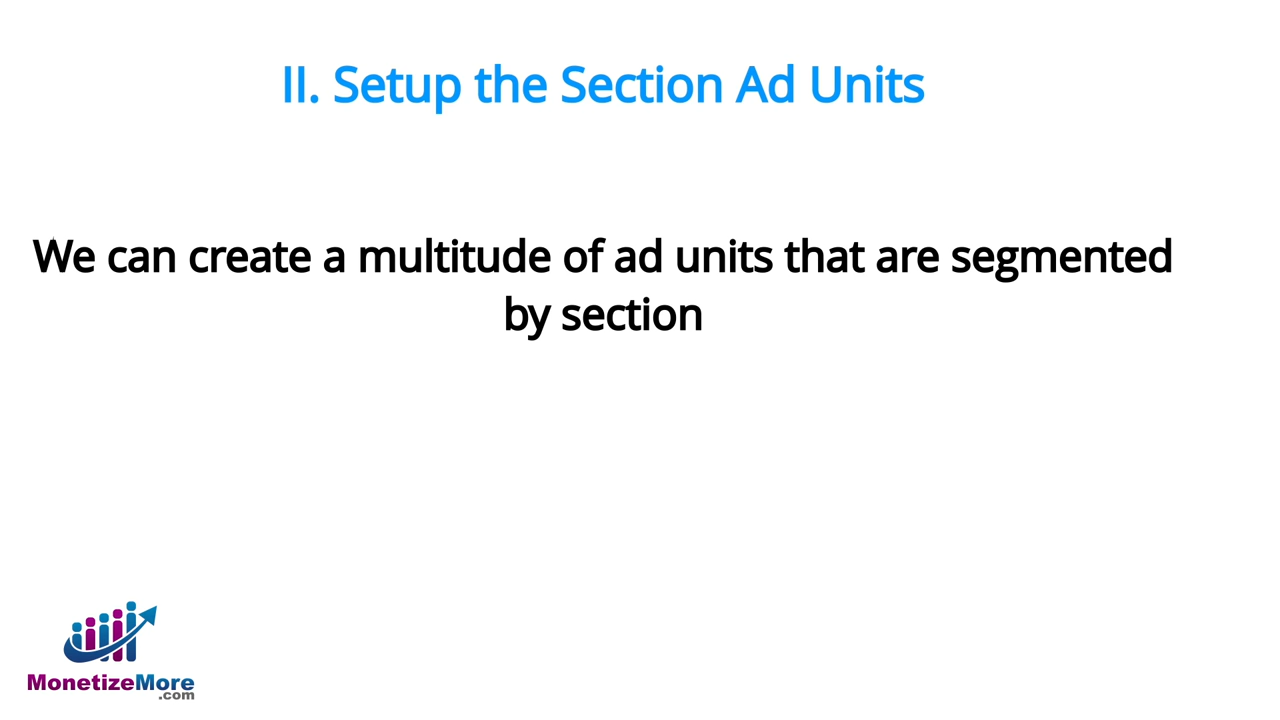 II. Setup the Section Ad Units
We can create a multitude of ad units that are segmented
by section
MonetizeMore
.com